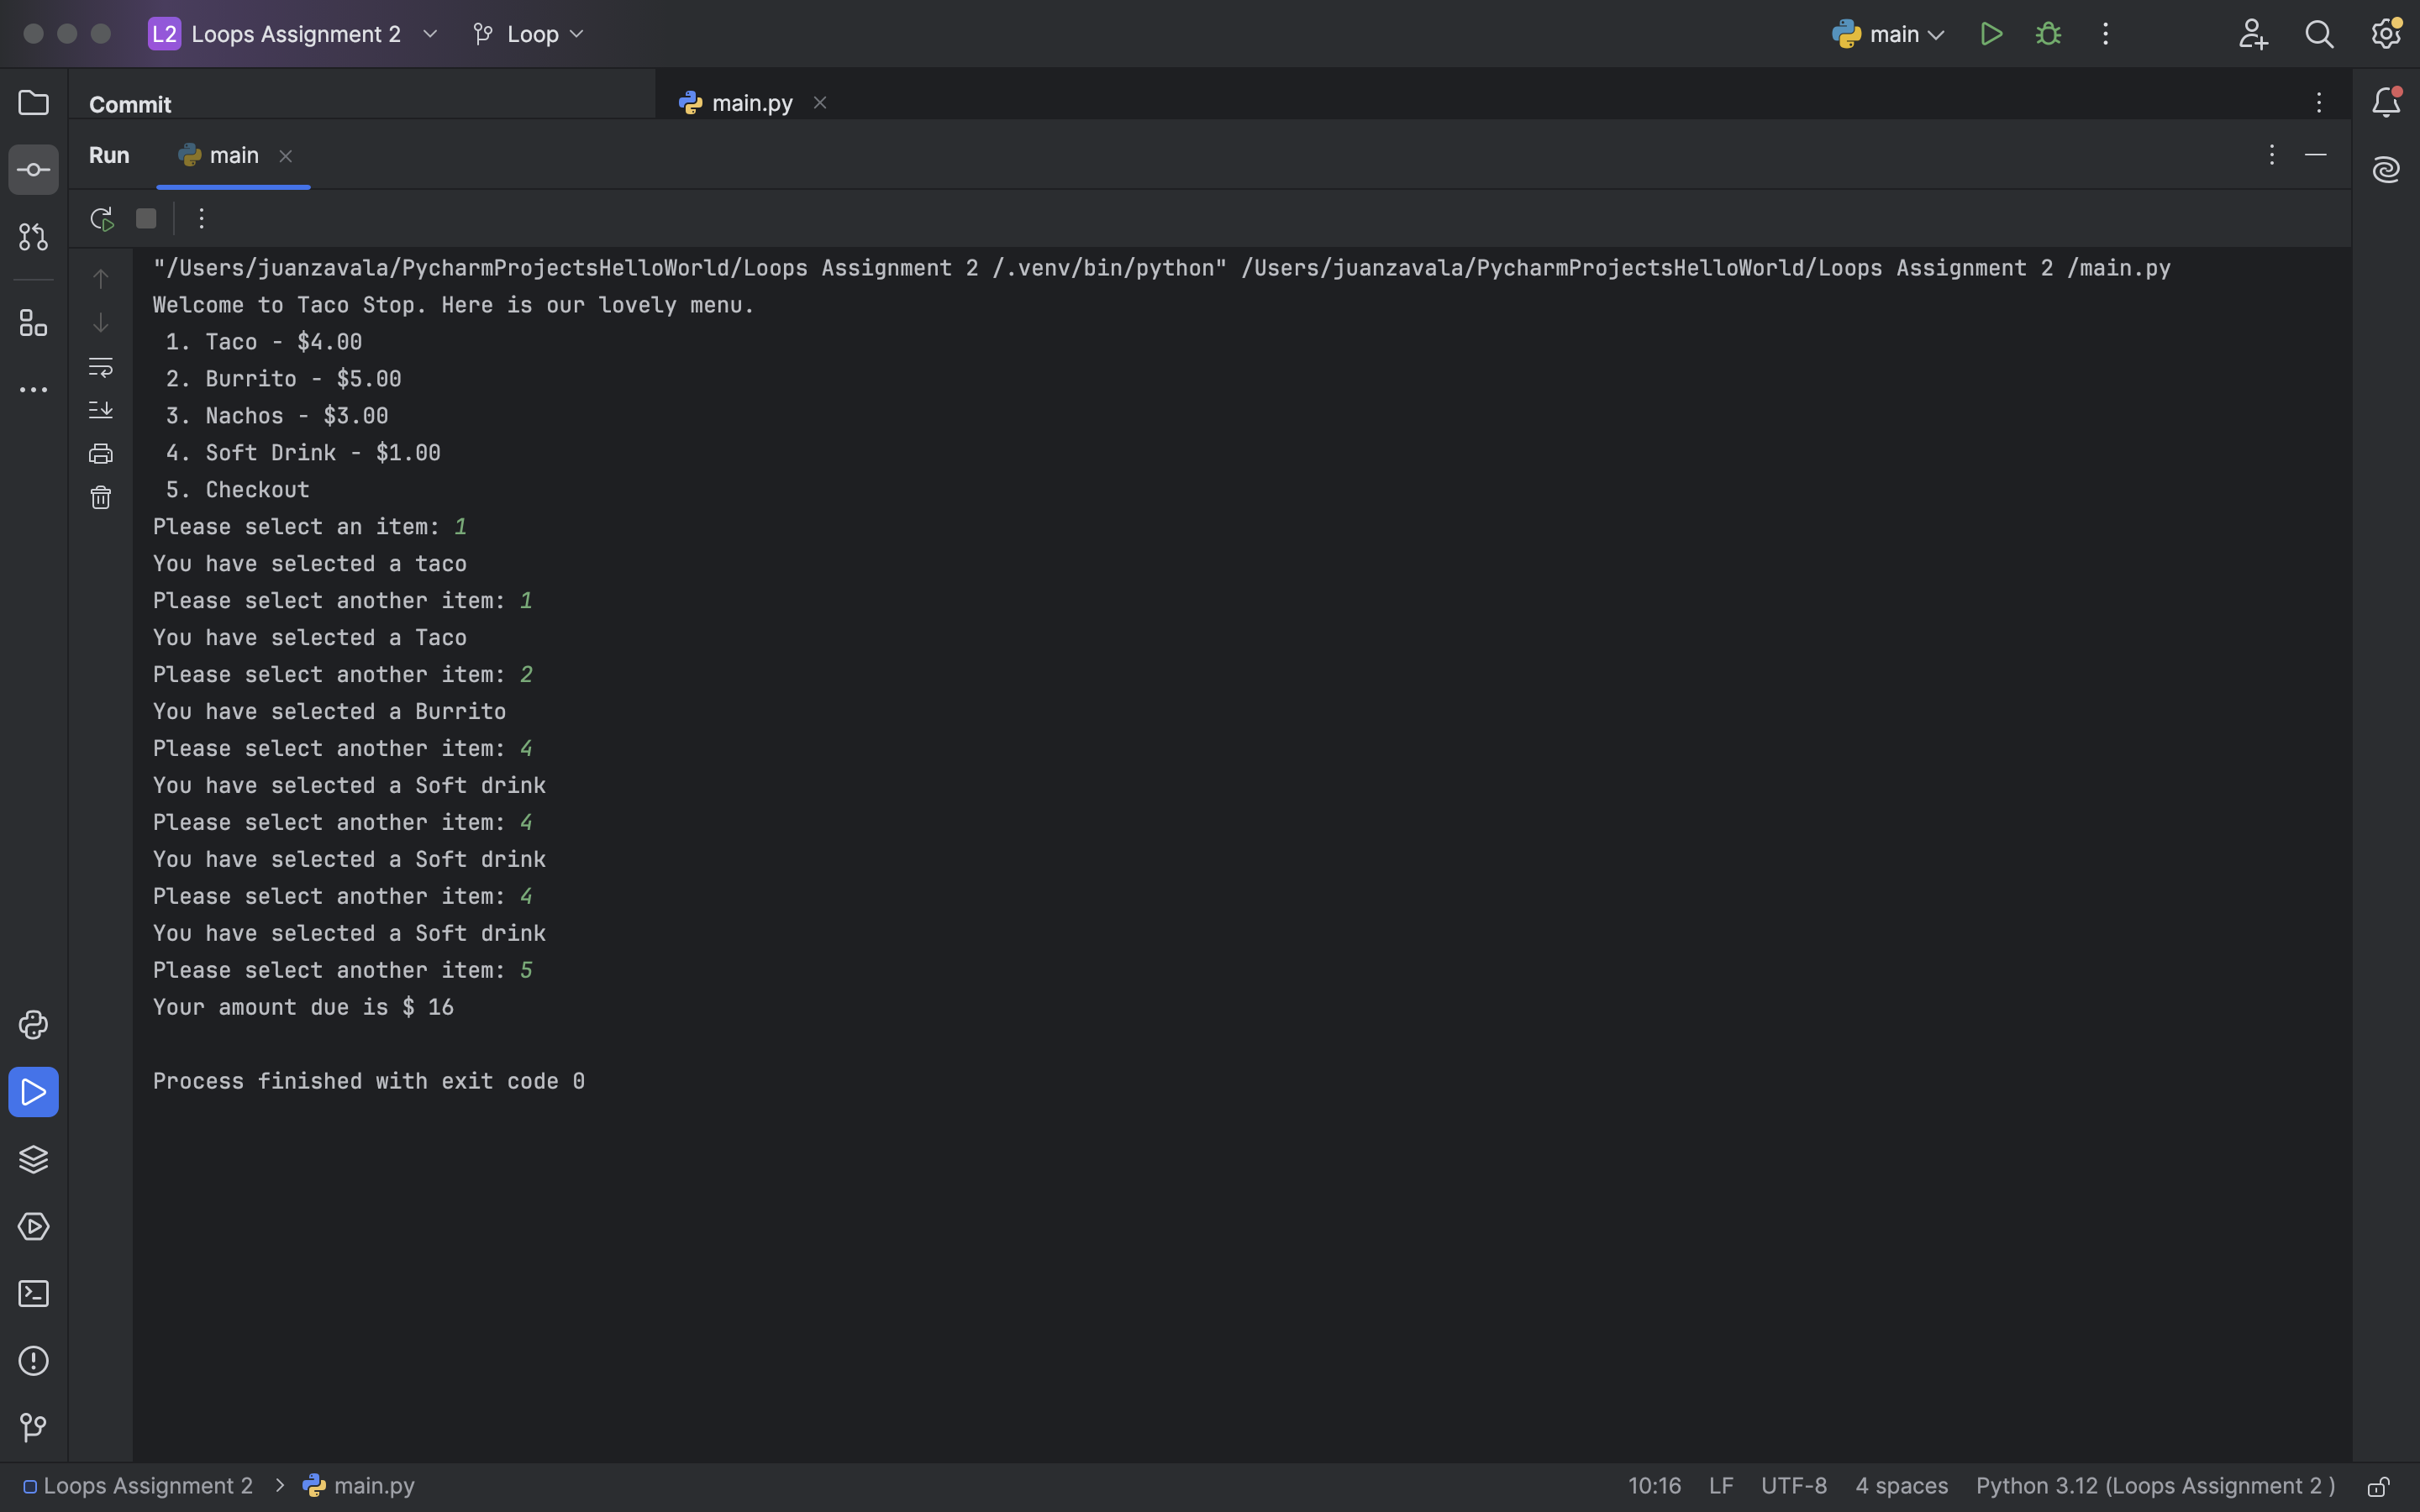 L2 Loops Assignment 2 Loop main
Commit main.py
Run main
"/Users/juanzavala/PycharmProjectsHelloWorld/Loops Assignment 2 /.venv/bin/python" /Users/juanzavala/PycharmProjectsHelloWorld/Loops Assignment 2 /main.py
Welcome to Taco Stop. Here is our lovely menu.
1. Taco - $4.00
2. Burrito - $5.00
3. Nachos - $3.00
4. Soft Drink - $1.00
5. Checkout
Please select an item: 1
You have selected a taco
Please select another item: 1
You have selected a Taco
Please select another item: 2
You have selected a Burrito
Please select another item: 4
You have selected a Soft drink
Please select another item: 4
You have selected a Soft drink
Please select another item: 4
You have selected a Soft drink
Please select another item: 5
Your amount due is $ 16
Process finished with exit code 0
Loops Assignment 2 > main.py 10:16 LF UTF-8 4 spaces Python 3.12 (Loops Assignment 2 )